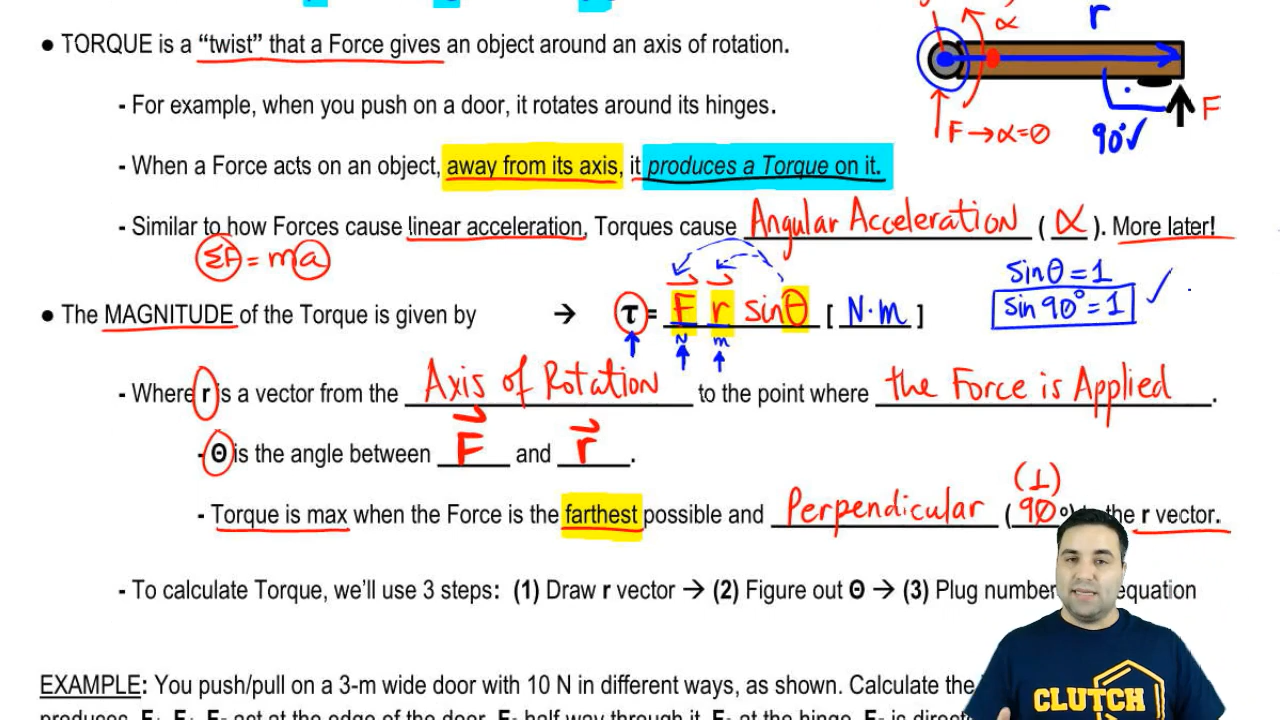 ● TORQUE is a “twist” that a Force gives an object around an axis of rotation.
α r
- For example, when you push on a door, it rotates around its hinges.
F → α = 0 90° ✓ F
- When a Force acts on an object, away from its axis, it produces a Torque on it.
- Similar to how Forces cause linear acceleration, Torques cause Angular Acceleration ( α ). More later!
ΣF = ma
sinθ = 1
sin 90° = 1 ✓
● The MAGNITUDE of the Torque is given by → τ = F r sinθ [ N·m ]
N m
- Where r is a vector from the Axis of Rotation to the point where the Force is Applied.
- Θ is the angle between F and r.
(1)
- Torque is max when the Force is the farthest possible and Perpendicular (90°) the r vector.
- To calculate Torque, we’ll use 3 steps: (1) Draw r vector → (2) Figure out Θ → (3) Plug number equation
EXAMPLE: You push/pull on a 3-m wide door with 10 N in different ways, as shown. Calculate the
CLUTCH